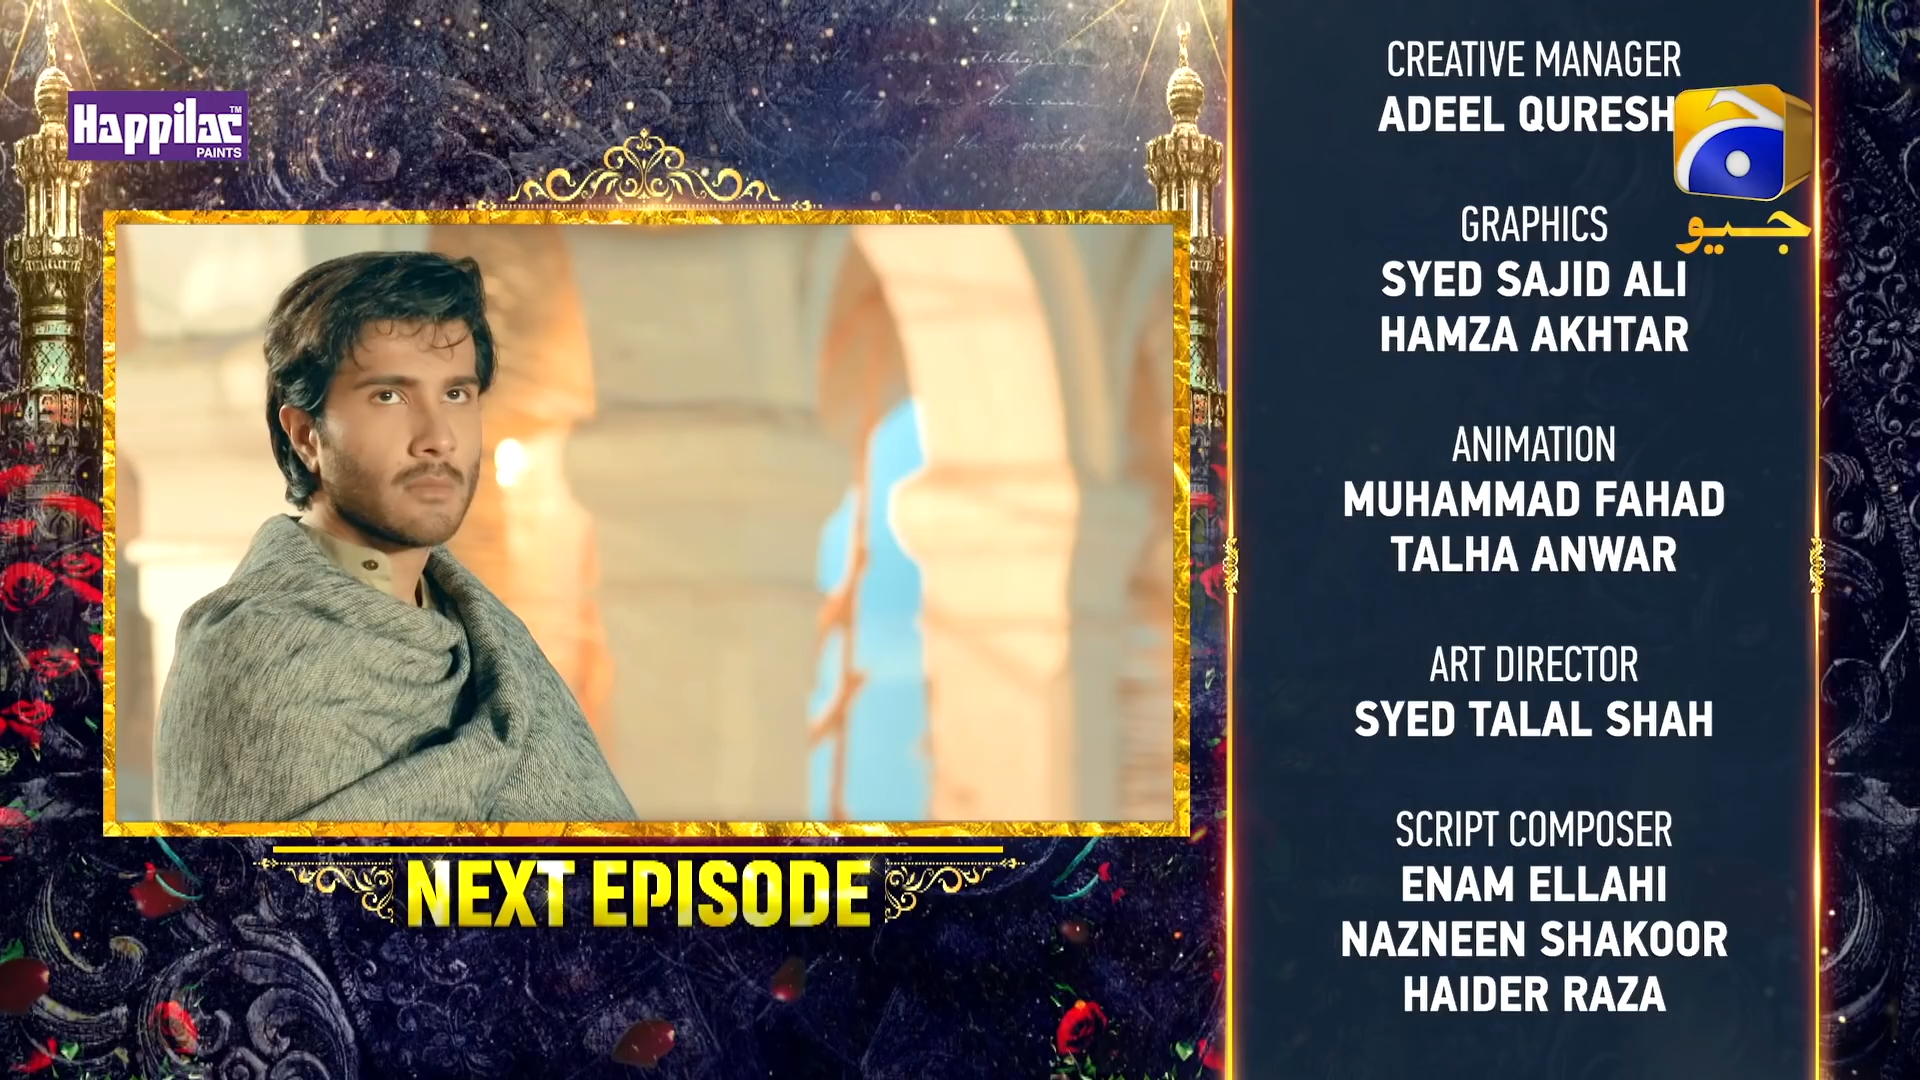 Happilac™
PAINTS
NEXT EPISODE
CREATIVE MANAGER
ADEEL QURESH
GRAPHICS
SYED SAJID ALI
HAMZA AKHTAR
ANIMATION
MUHAMMAD FAHAD
TALHA ANWAR
ART DIRECTOR
SYED TALAL SHAH
SCRIPT COMPOSER
ENAM ELLAHI
NAZNEEN SHAKOOR
HAIDER RAZA
جیو